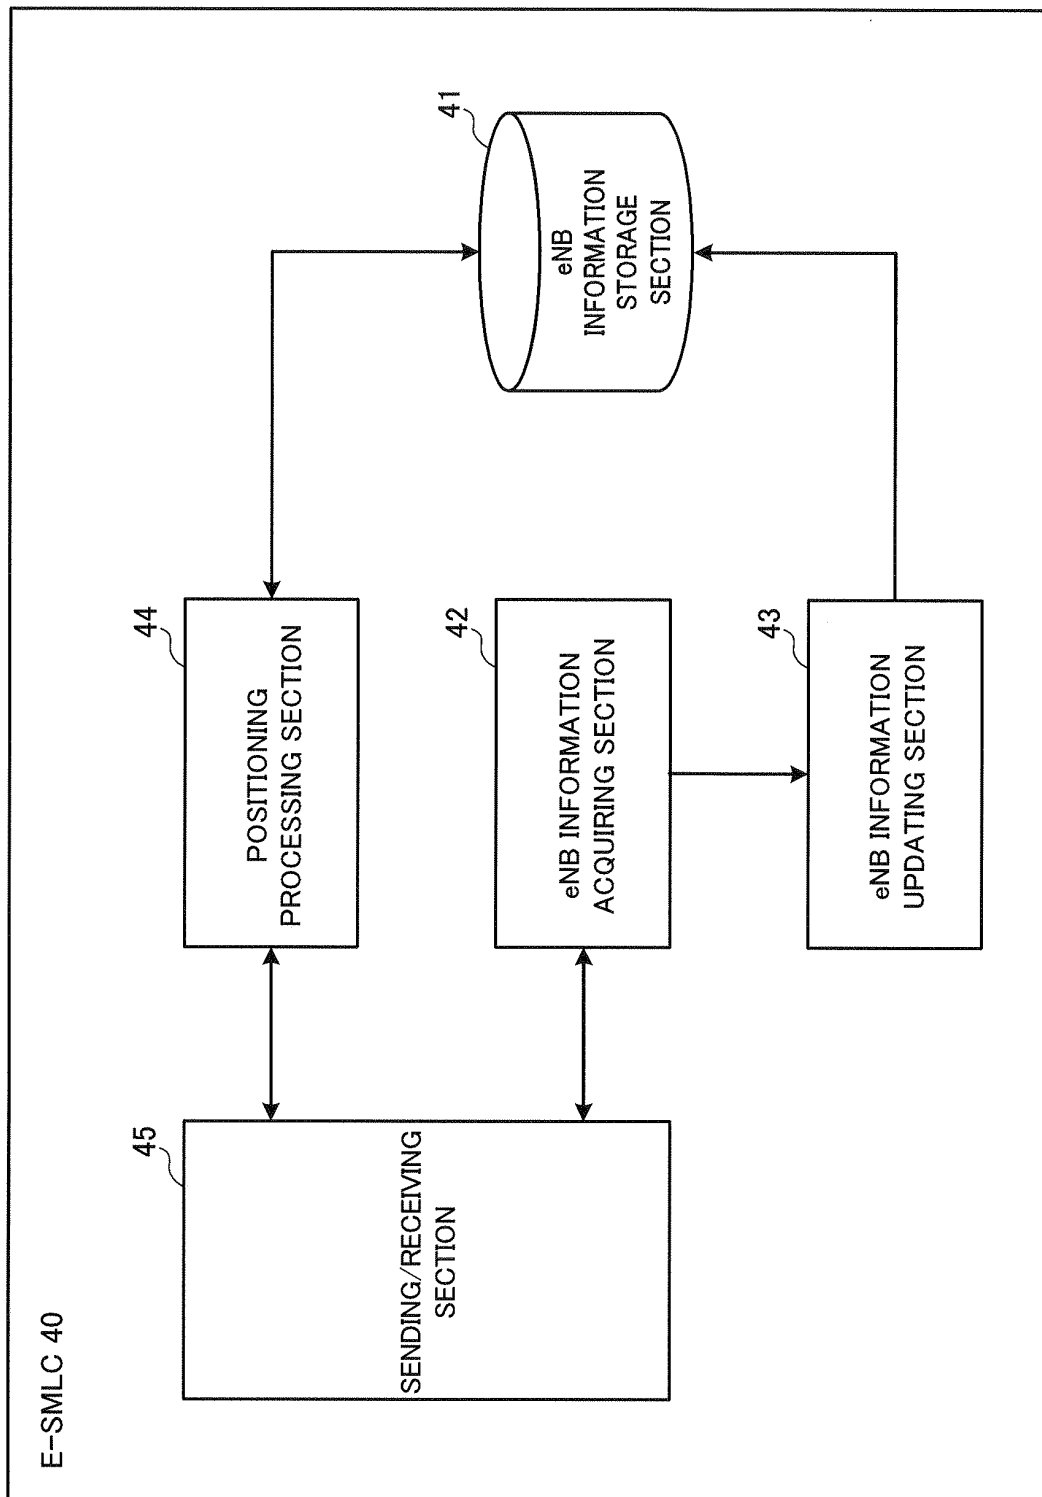 E-SMLC 40
45
SENDING/RECEIVING
SECTION
44
POSITIONING
PROCESSING SECTION
42
eNB INFORMATION
ACQUIRING SECTION
43
eNB INFORMATION
UPDATING SECTION
41
eNB
INFORMATION
STORAGE
SECTION